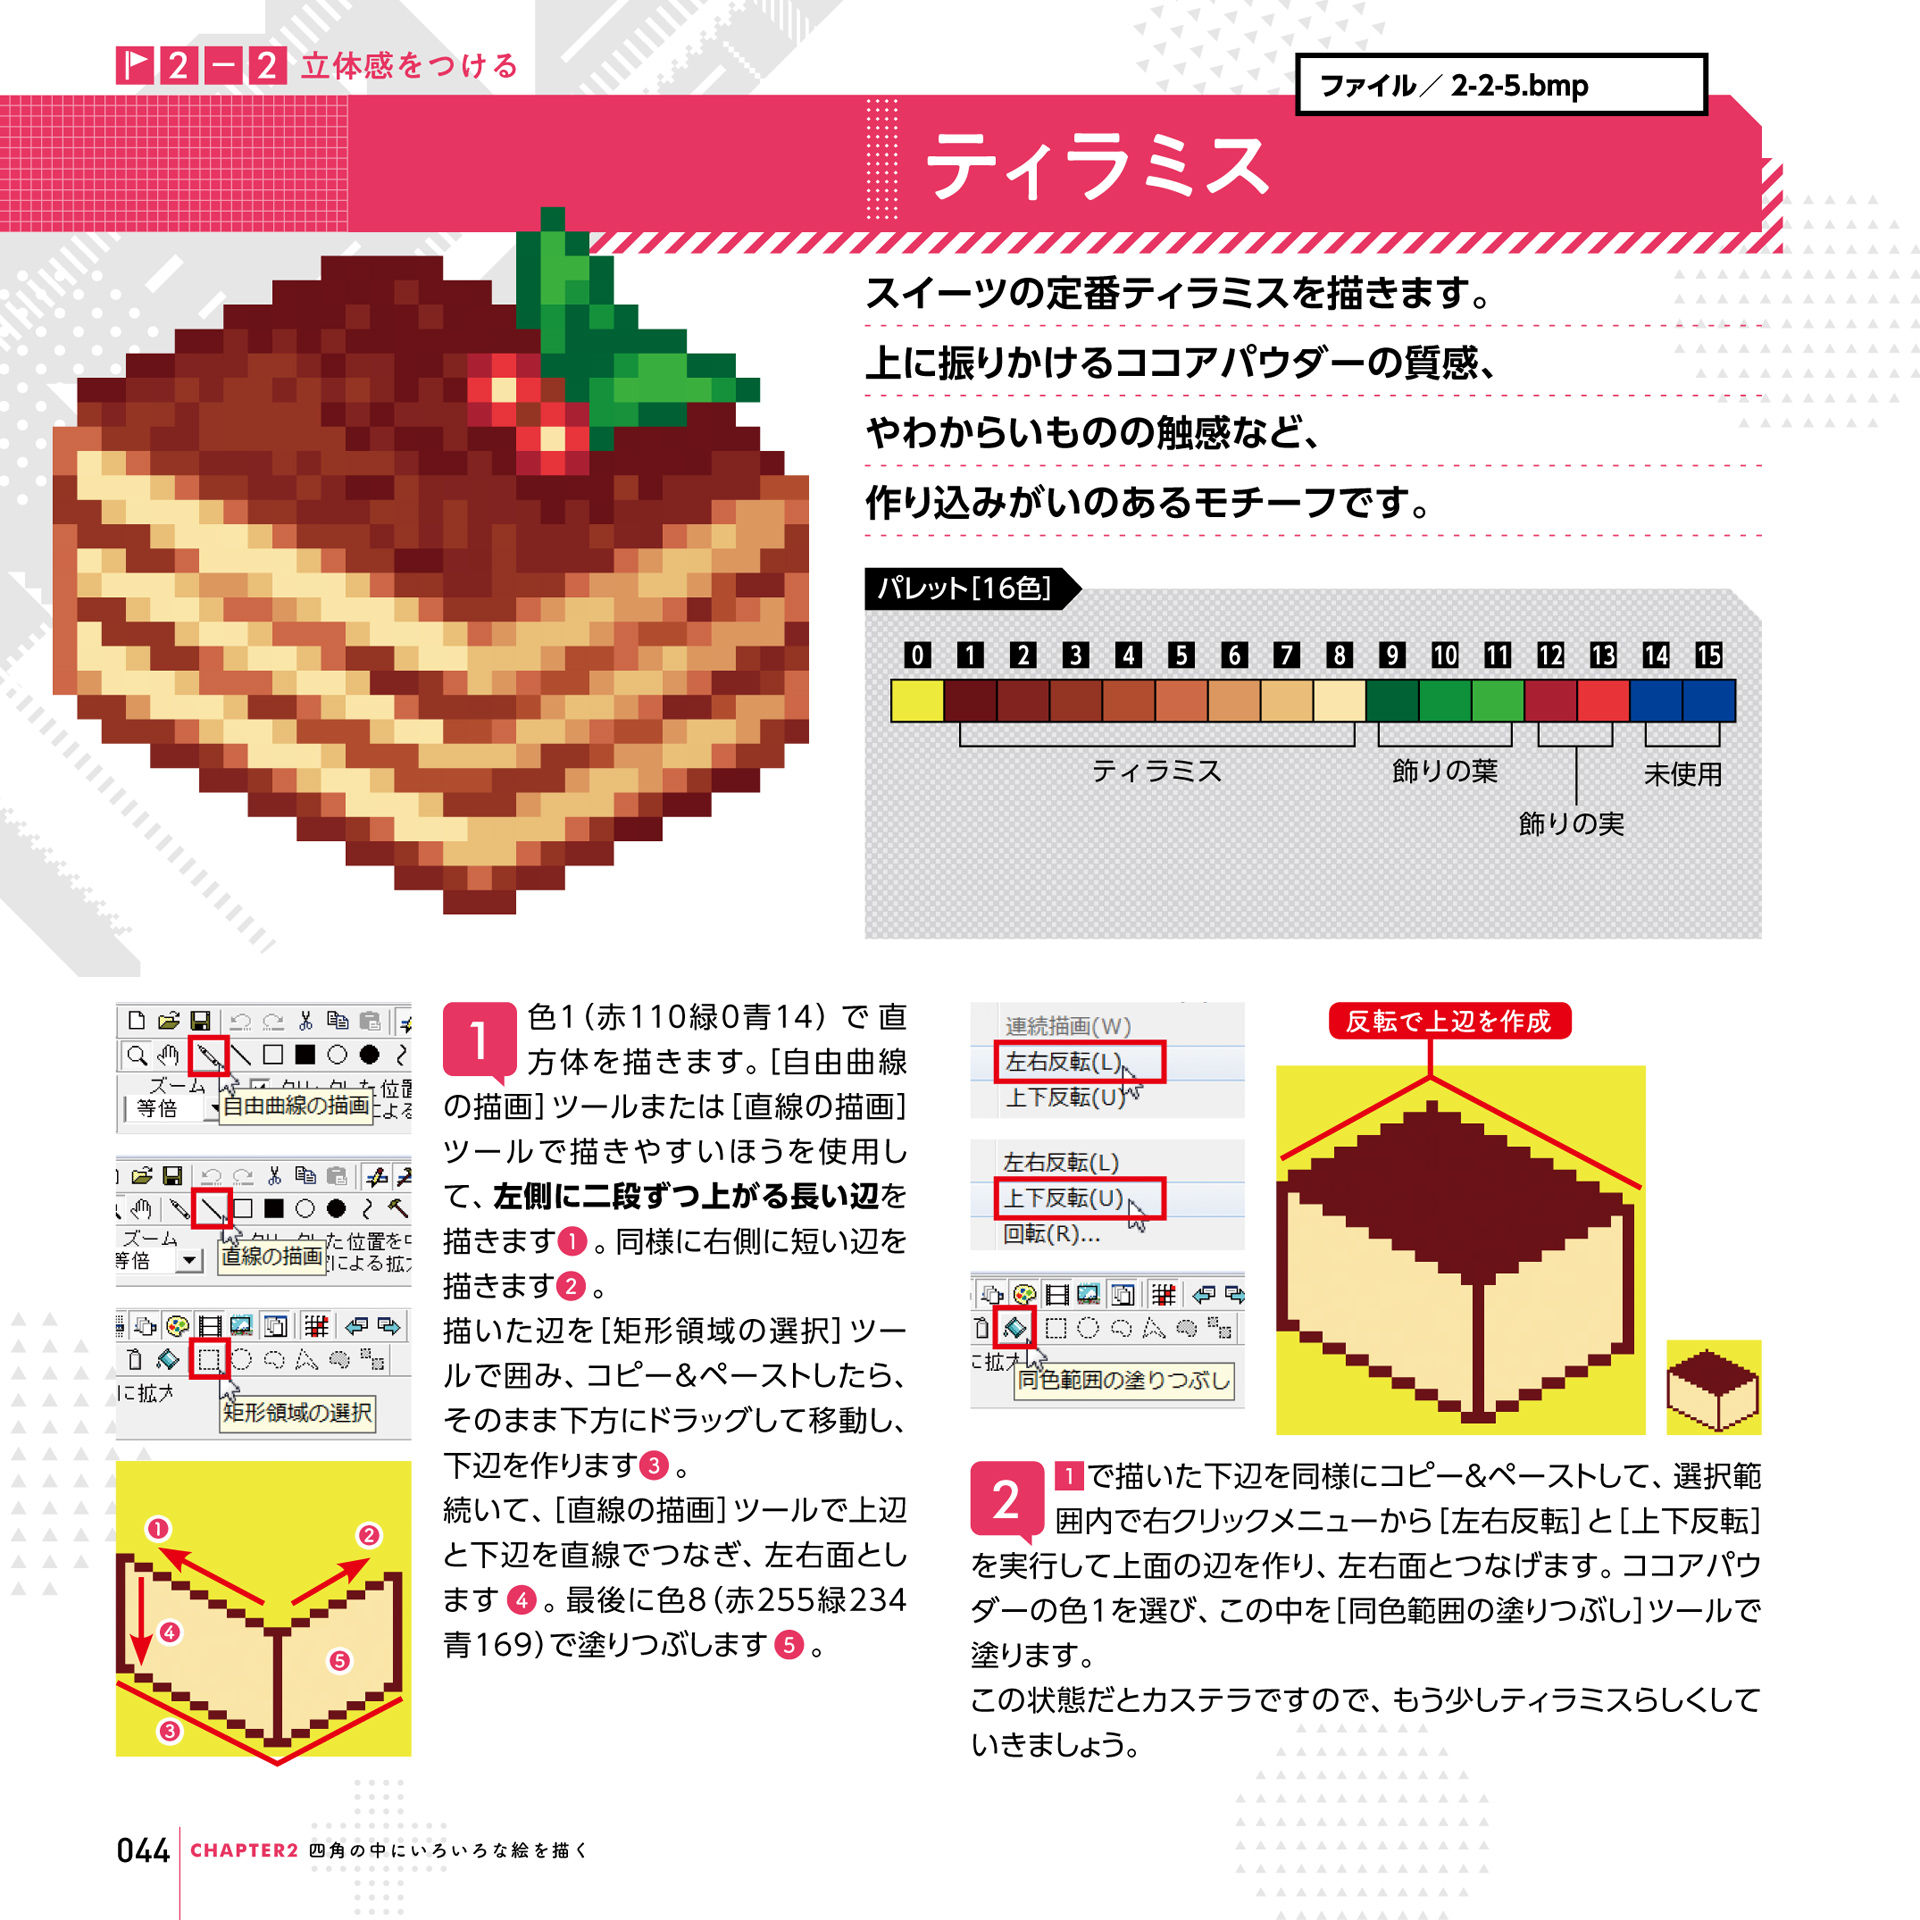 2-2 立体感をつける
ファイル／ 2-2-5.bmp
ティラミス
スイーツの定番ティラミスを描きます。
上に振りかけるココアパウダーの質感、
やわからいものの触感など、
作り込みがいのあるモチーフです。
パレット[16色]
0 1 2 3 4 5 6 7 8 9 10 11 12 13 14 15
ティラミス
飾りの葉
未使用
飾りの実
ズーム
等倍
自由曲線の描画
ズーム
等倍
直線の描画
に拡大
矩形領域の選択
1
2
4
5
3
1
色1（赤110緑0青14）で直
方体を描きます。[自由曲線
の描画]ツールまたは[直線の描画]
ツールで描きやすいほうを使用し
て、左側に二段ずつ上がる長い辺を
描きます1。同様に右側に短い辺を
描きます2。
描いた辺を[矩形領域の選択]ツー
ルで囲み、コピー&ペーストしたら、
そのまま下方にドラッグして移動し、
下辺を作ります3。
続いて、[直線の描画]ツールで上辺
と下辺を直線でつなぎ、左右面とし
ます4。最後に色8（赤255緑234
青169）で塗りつぶします5。
連続描画(W)
左右反転(L)
上下反転(U)
左右反転(L)
上下反転(U)
回転(R)...
に拡大
同色範囲の塗りつぶし
反転で上辺を作成
2
1で描いた下辺を同様にコピー&ペーストして、選択範
囲内で右クリックメニューから[左右反転]と[上下反転]
を実行して上面の辺を作り、左右面とつなげます。ココアパウ
ダーの色1を選び、この中を[同色範囲の塗りつぶし]ツールで
塗ります。
この状態だとカステラですので、もう少しティラミスらしくして
いきましょう。
044 CHAPTER2 四角の中にいろいろな絵を描く